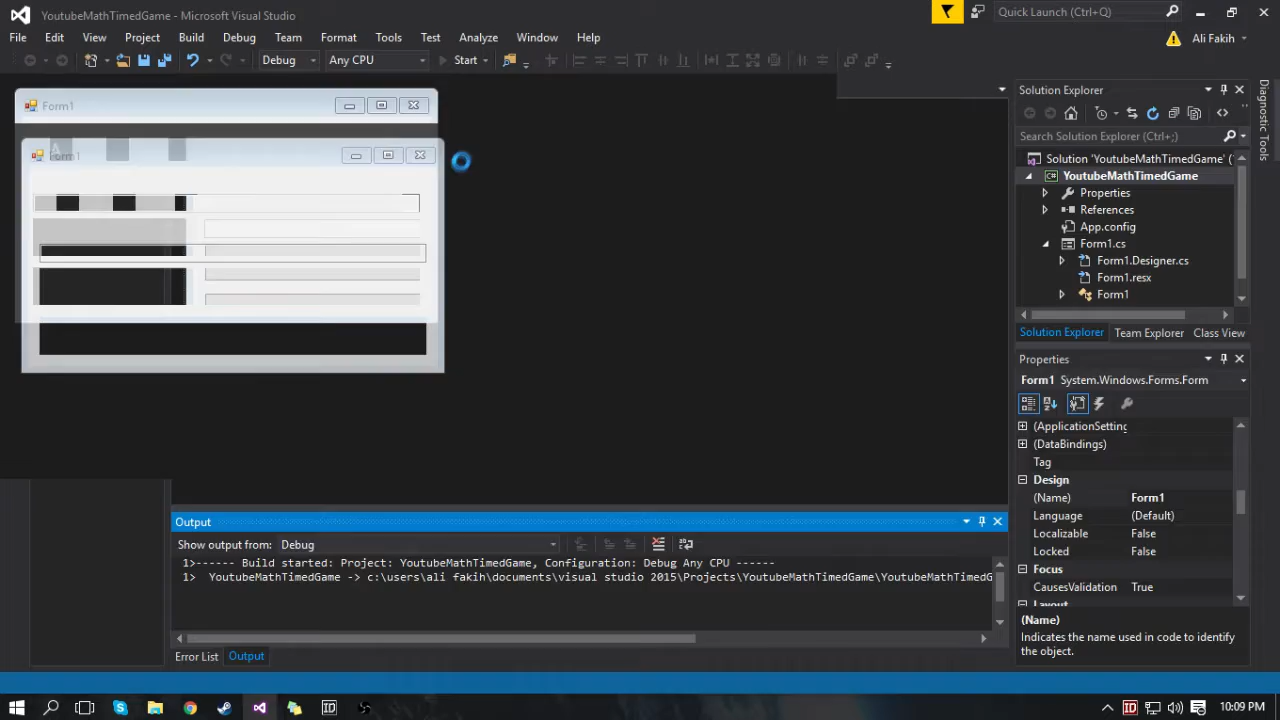 YoutubeMathTimedGame - Microsoft Visual Studio
Quick Launch (Ctrl+Q)
File Edit View Project Build Debug Team Format Tools Test Analyze Window Help
Ali Fakih
Debug Any CPU Start
Form1
Form1
Solution Explorer
Search Solution Explorer (Ctrl+;)
Solution 'YoutubeMathTimedGame' (
YoutubeMathTimedGame
Properties
References
App.config
Form1.cs
Form1.Designer.cs
Form1.resx
Form1
Solution Explorer Team Explorer Class View
Diagnostic Tools
Properties
Form1 System.Windows.Forms.Form
(ApplicationSetting
(DataBindings)
Tag
Design
(Name) Form1
Language (Default)
Localizable False
Locked False
Focus
CausesValidation True
Layout
(Name)
Indicates the name used in code to identify
the object.
Output
Show output from: Debug
1>------ Build started: Project: YoutubeMathTimedGame, Configuration: Debug Any CPU ------
1>  YoutubeMathTimedGame -> c:\users\ali fakih\documents\visual studio 2015\Projects\YoutubeMathTimedGame\YoutubeMathTimedG
Error List Output
10:09 PM